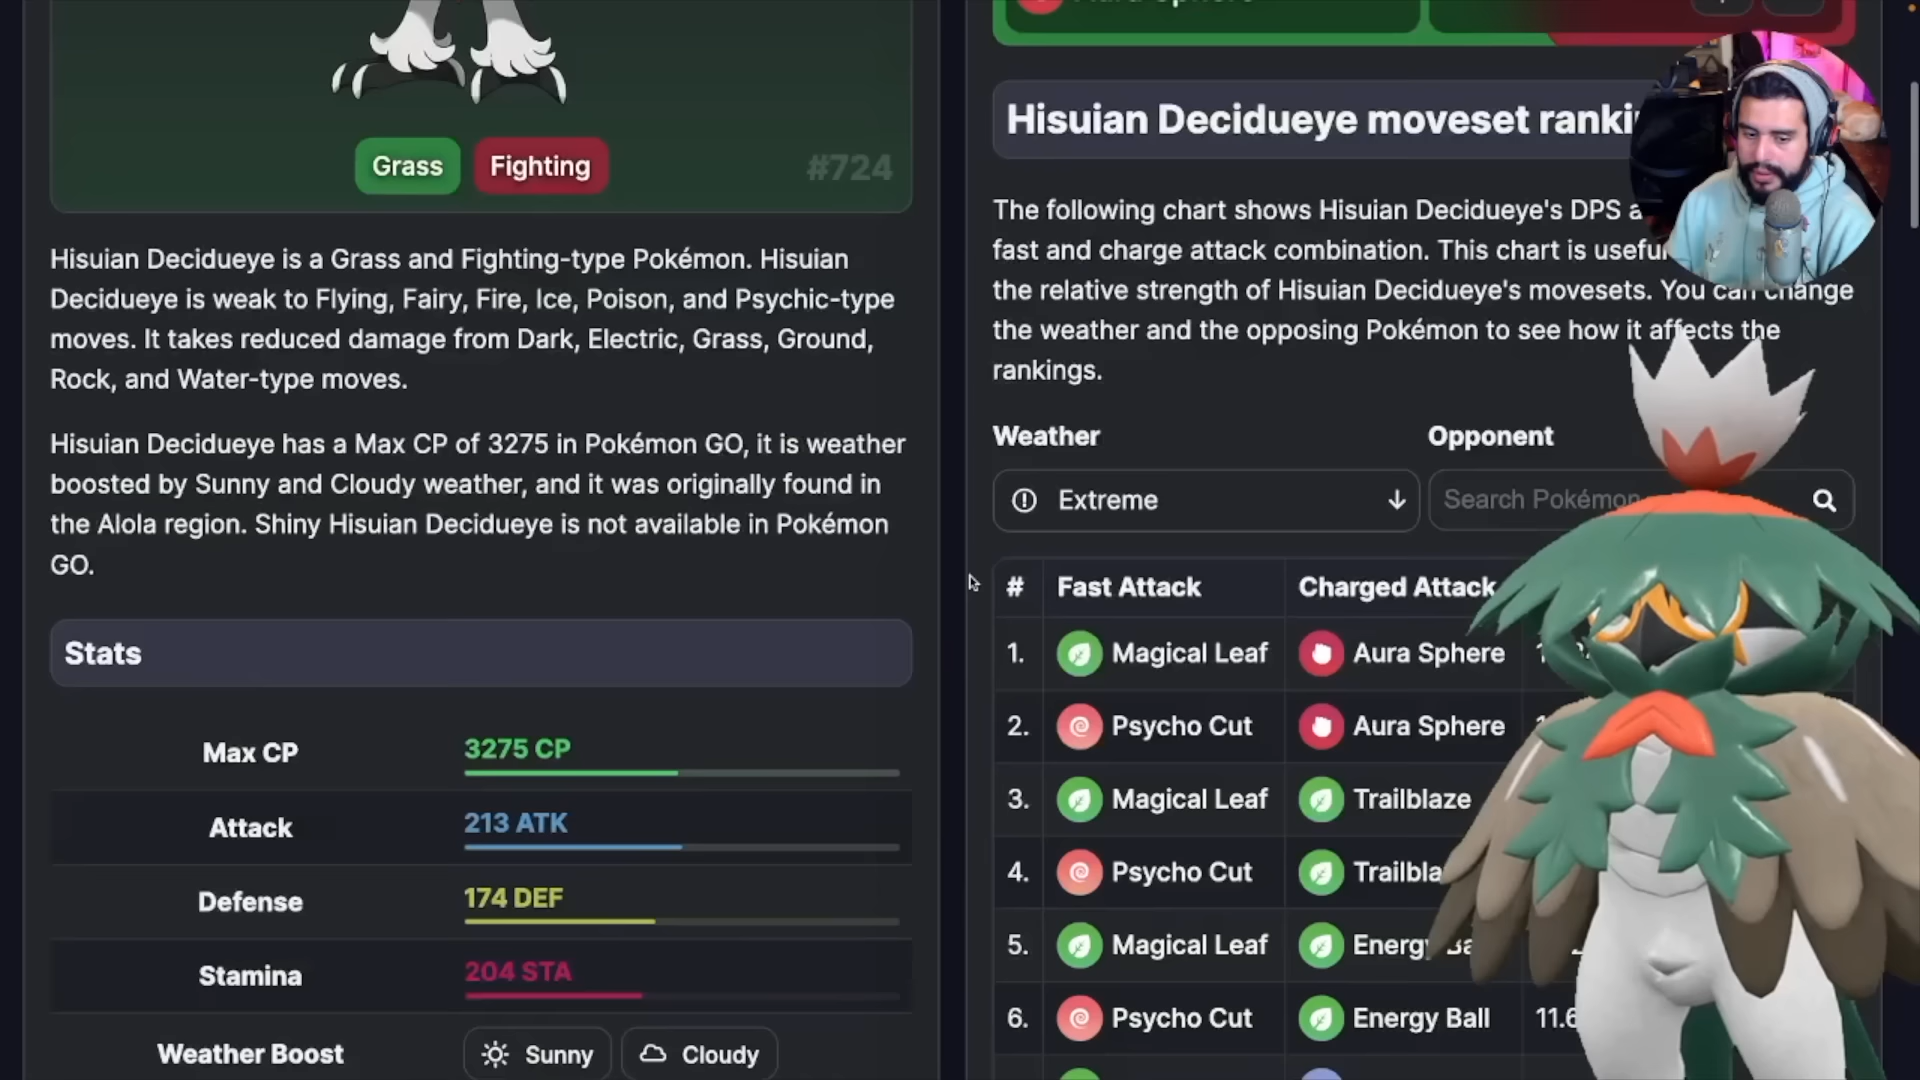 Grass
Fighting
#724
Hisuian Decidueye is a Grass and Fighting-type Pokémon. Hisuian
Decidueye is weak to Flying, Fairy, Fire, Ice, Poison, and Psychic-type
moves. It takes reduced damage from Dark, Electric, Grass, Ground,
Rock, and Water-type moves.
Hisuian Decidueye has a Max CP of 3275 in Pokémon GO, it is weather
boosted by Sunny and Cloudy weather, and it was originally found in
the Alola region. Shiny Hisuian Decidueye is not available in Pokémon
GO.
Stats
Max CP 3275 CP
Attack 213 ATK
Defense 174 DEF
Stamina 204 STA
Weather Boost Sunny Cloudy
Hisuian Decidueye moveset
The following chart shows Hisuian Decidueye's DPS
fast and charge attack combination. This chart is
the relative strength of Hisuian Decidueye's movesets. You can change
the weather and the opposing Pokémon to see how it affects the
rankings.
Weather
Opponent
Extreme
Search Pokémon
# Fast Attack Charged Attack
1. Magical Leaf Aura Sphere
2. Psycho Cut Aura Sphere
3. Magical Leaf Trailblaze
4. Psycho Cut
5. Magical Leaf Energy
6. Psycho Cut Energy Ball